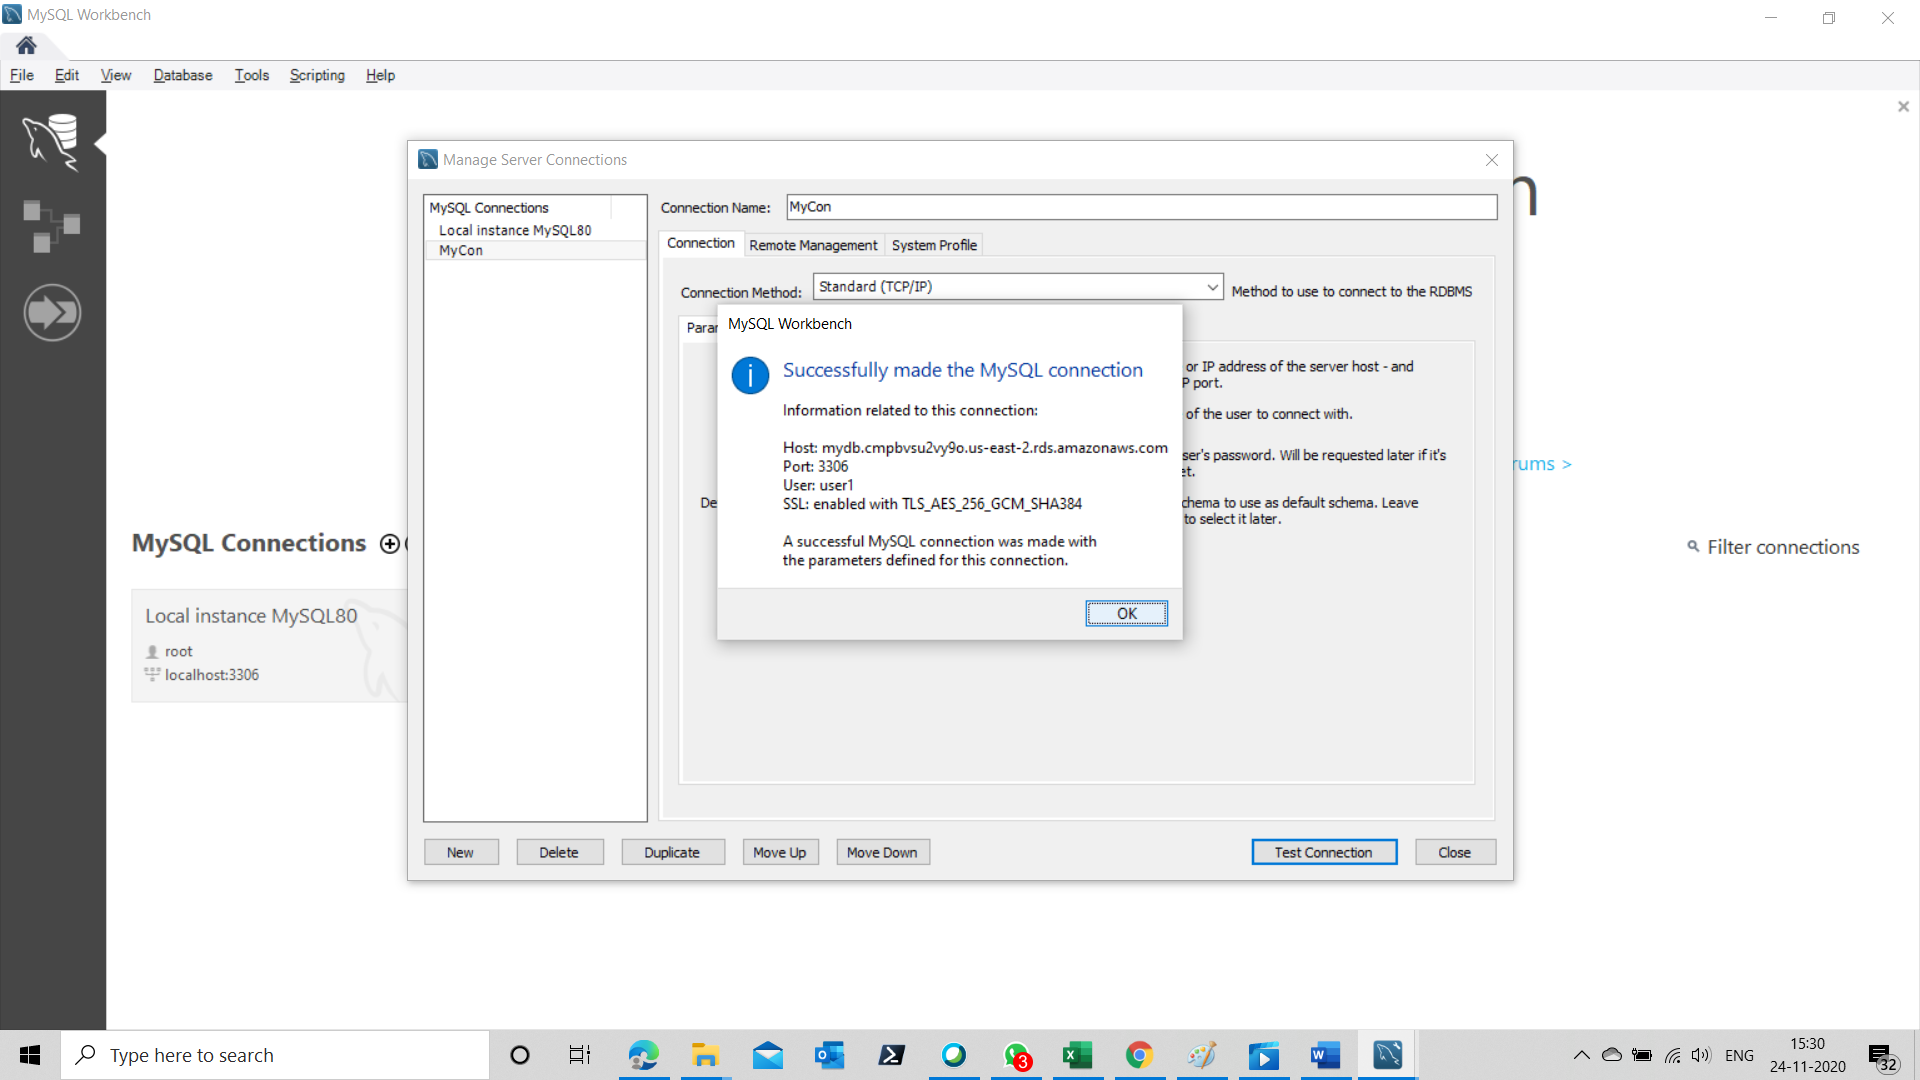 MySQL Workbench
File Edit View Database Tools Scripting Help
Manage Server Connections
MySQL Connections
Local instance MySQL80
MyCon
Connection Name: MyCon
Connection Remote Management System Profile
Connection Method: Standard (TCP/IP) Method to use to connect to the RDBMS
Parar
or IP address of the server host - and
P port.
of the user to connect with.
ser's password. Will be requested later if it's
et.
De
chema to use as default schema. Leave
to select it later.
MySQL Workbench
Successfully made the MySQL connection
Information related to this connection:
Host: mydb.cmpbvsu2vy9o.us-east-2.rds.amazonaws.com
Port: 3306
User: user1
SSL: enabled with TLS_AES_256_GCM_SHA384
A successful MySQL connection was made with
the parameters defined for this connection.
OK
New Delete Duplicate Move Up Move Down Test Connection Close
n
rums >
MySQL Connections
Filter connections
Local instance MySQL80
root
localhost:3306
Type here to search
3
ENG
15:30
24-11-2020
32